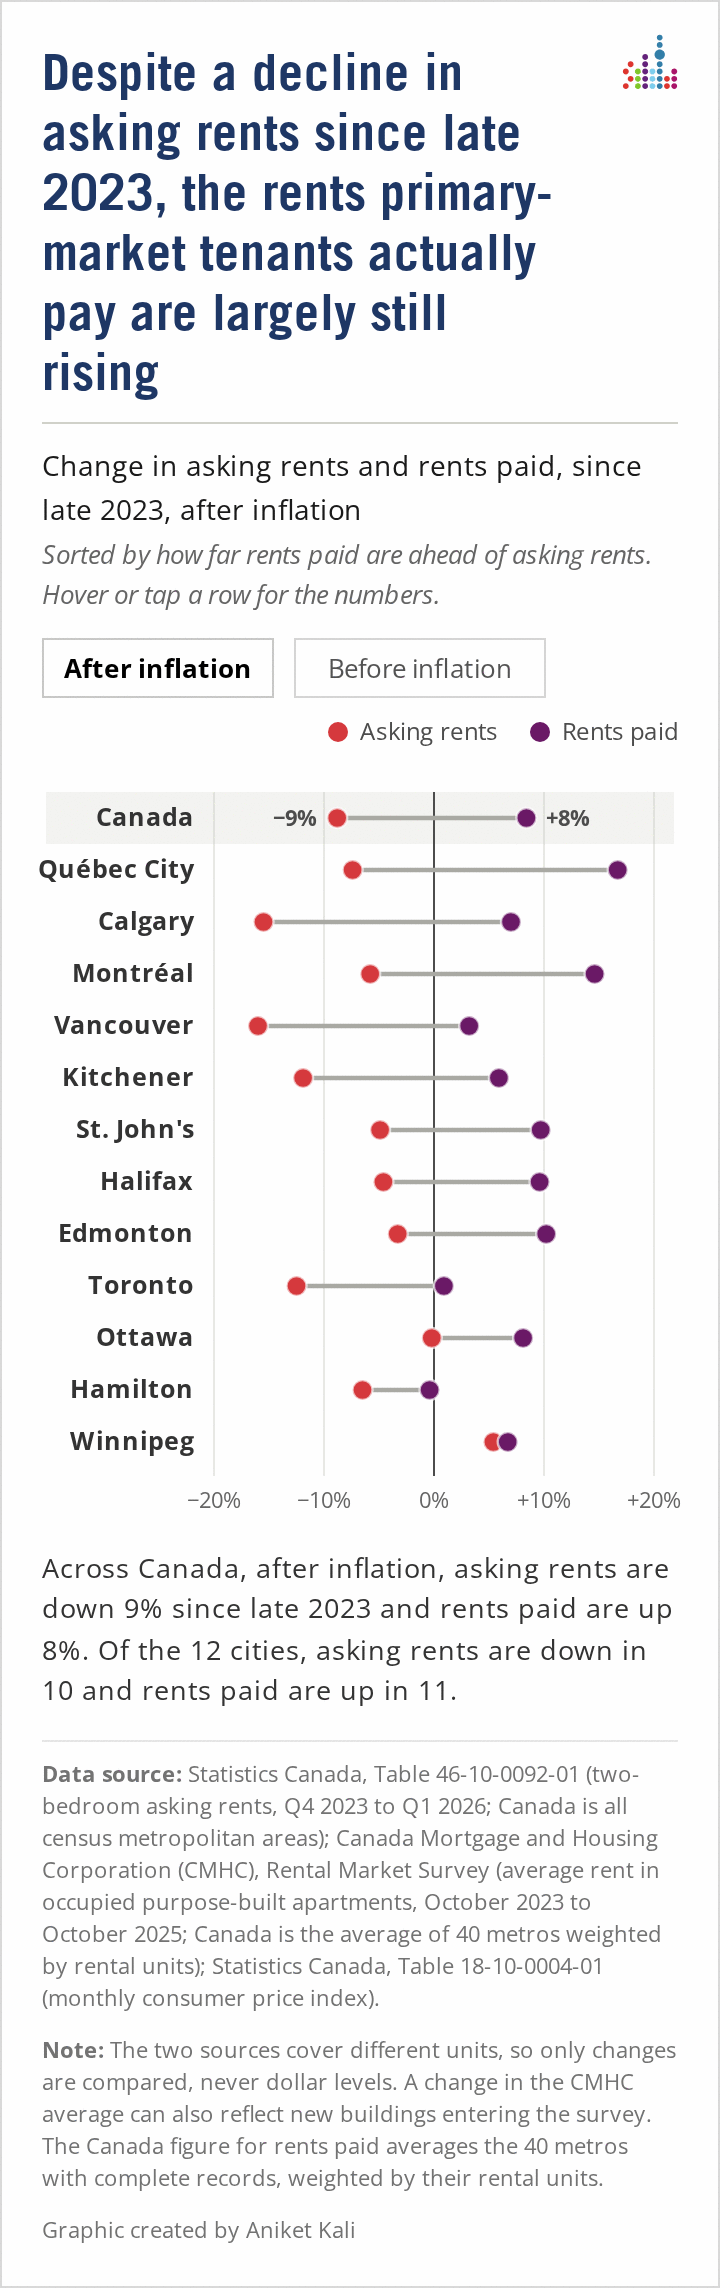 Despite a decline in
asking rents since late
2023, the rents primary-
market tenants actually
pay are largely still
rising
Change in asking rents and rents paid, since
late 2023, after inflation
Sorted by how far rents paid are ahead of asking rents.
Hover or tap a row for the numbers.
After inflation
Before inflation
Asking rents
Rents paid
Canada −9% +8%
Québec City
Calgary
Montréal
Vancouver
Kitchener
St. John's
Halifax
Edmonton
Toronto
Ottawa
Hamilton
Winnipeg
−20% −10% 0% +10% +20%
Across Canada, after inflation, asking rents are
down 9% since late 2023 and rents paid are up
8%. Of the 12 cities, asking rents are down in
10 and rents paid are up in 11.
Data source: Statistics Canada, Table 46-10-0092-01 (two-
bedroom asking rents, Q4 2023 to Q1 2026; Canada is all
census metropolitan areas); Canada Mortgage and Housing
Corporation (CMHC), Rental Market Survey (average rent in
occupied purpose-built apartments, October 2023 to
October 2025; Canada is the average of 40 metros weighted
by rental units); Statistics Canada, Table 18-10-0004-01
(monthly consumer price index).
Note: The two sources cover different units, so only changes
are compared, never dollar levels. A change in the CMHC
average can also reflect new buildings entering the survey.
The Canada figure for rents paid averages the 40 metros
with complete records, weighted by their rental units.
Graphic created by Aniket Kali